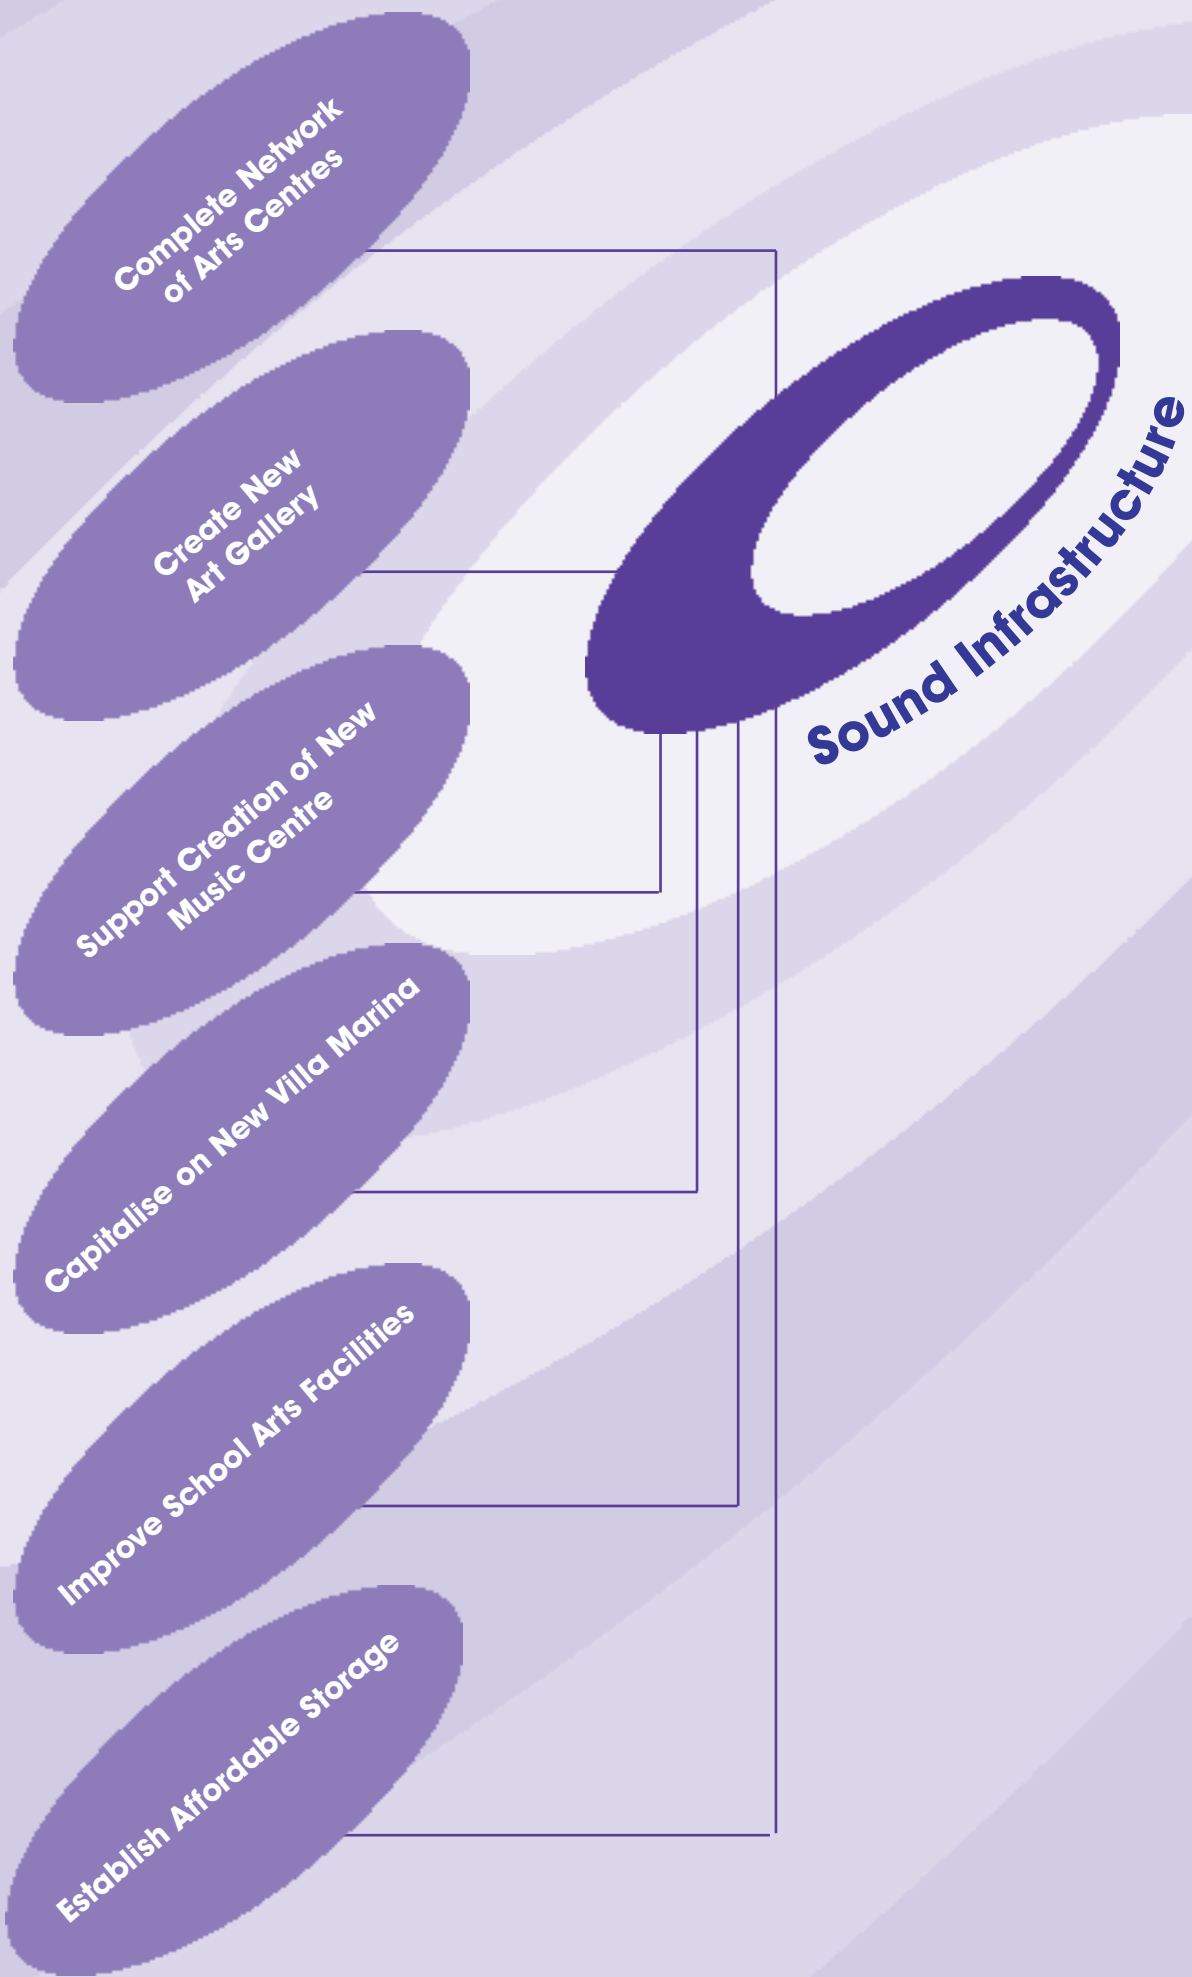 Complete Network
of Arts Centres
Create New
Art Gallery
Sound Infrastructure
Support Creation of New
Music Centre
Capitalise on New Villa Marina
Improve School Arts Facilities
Establish Affordable Storage